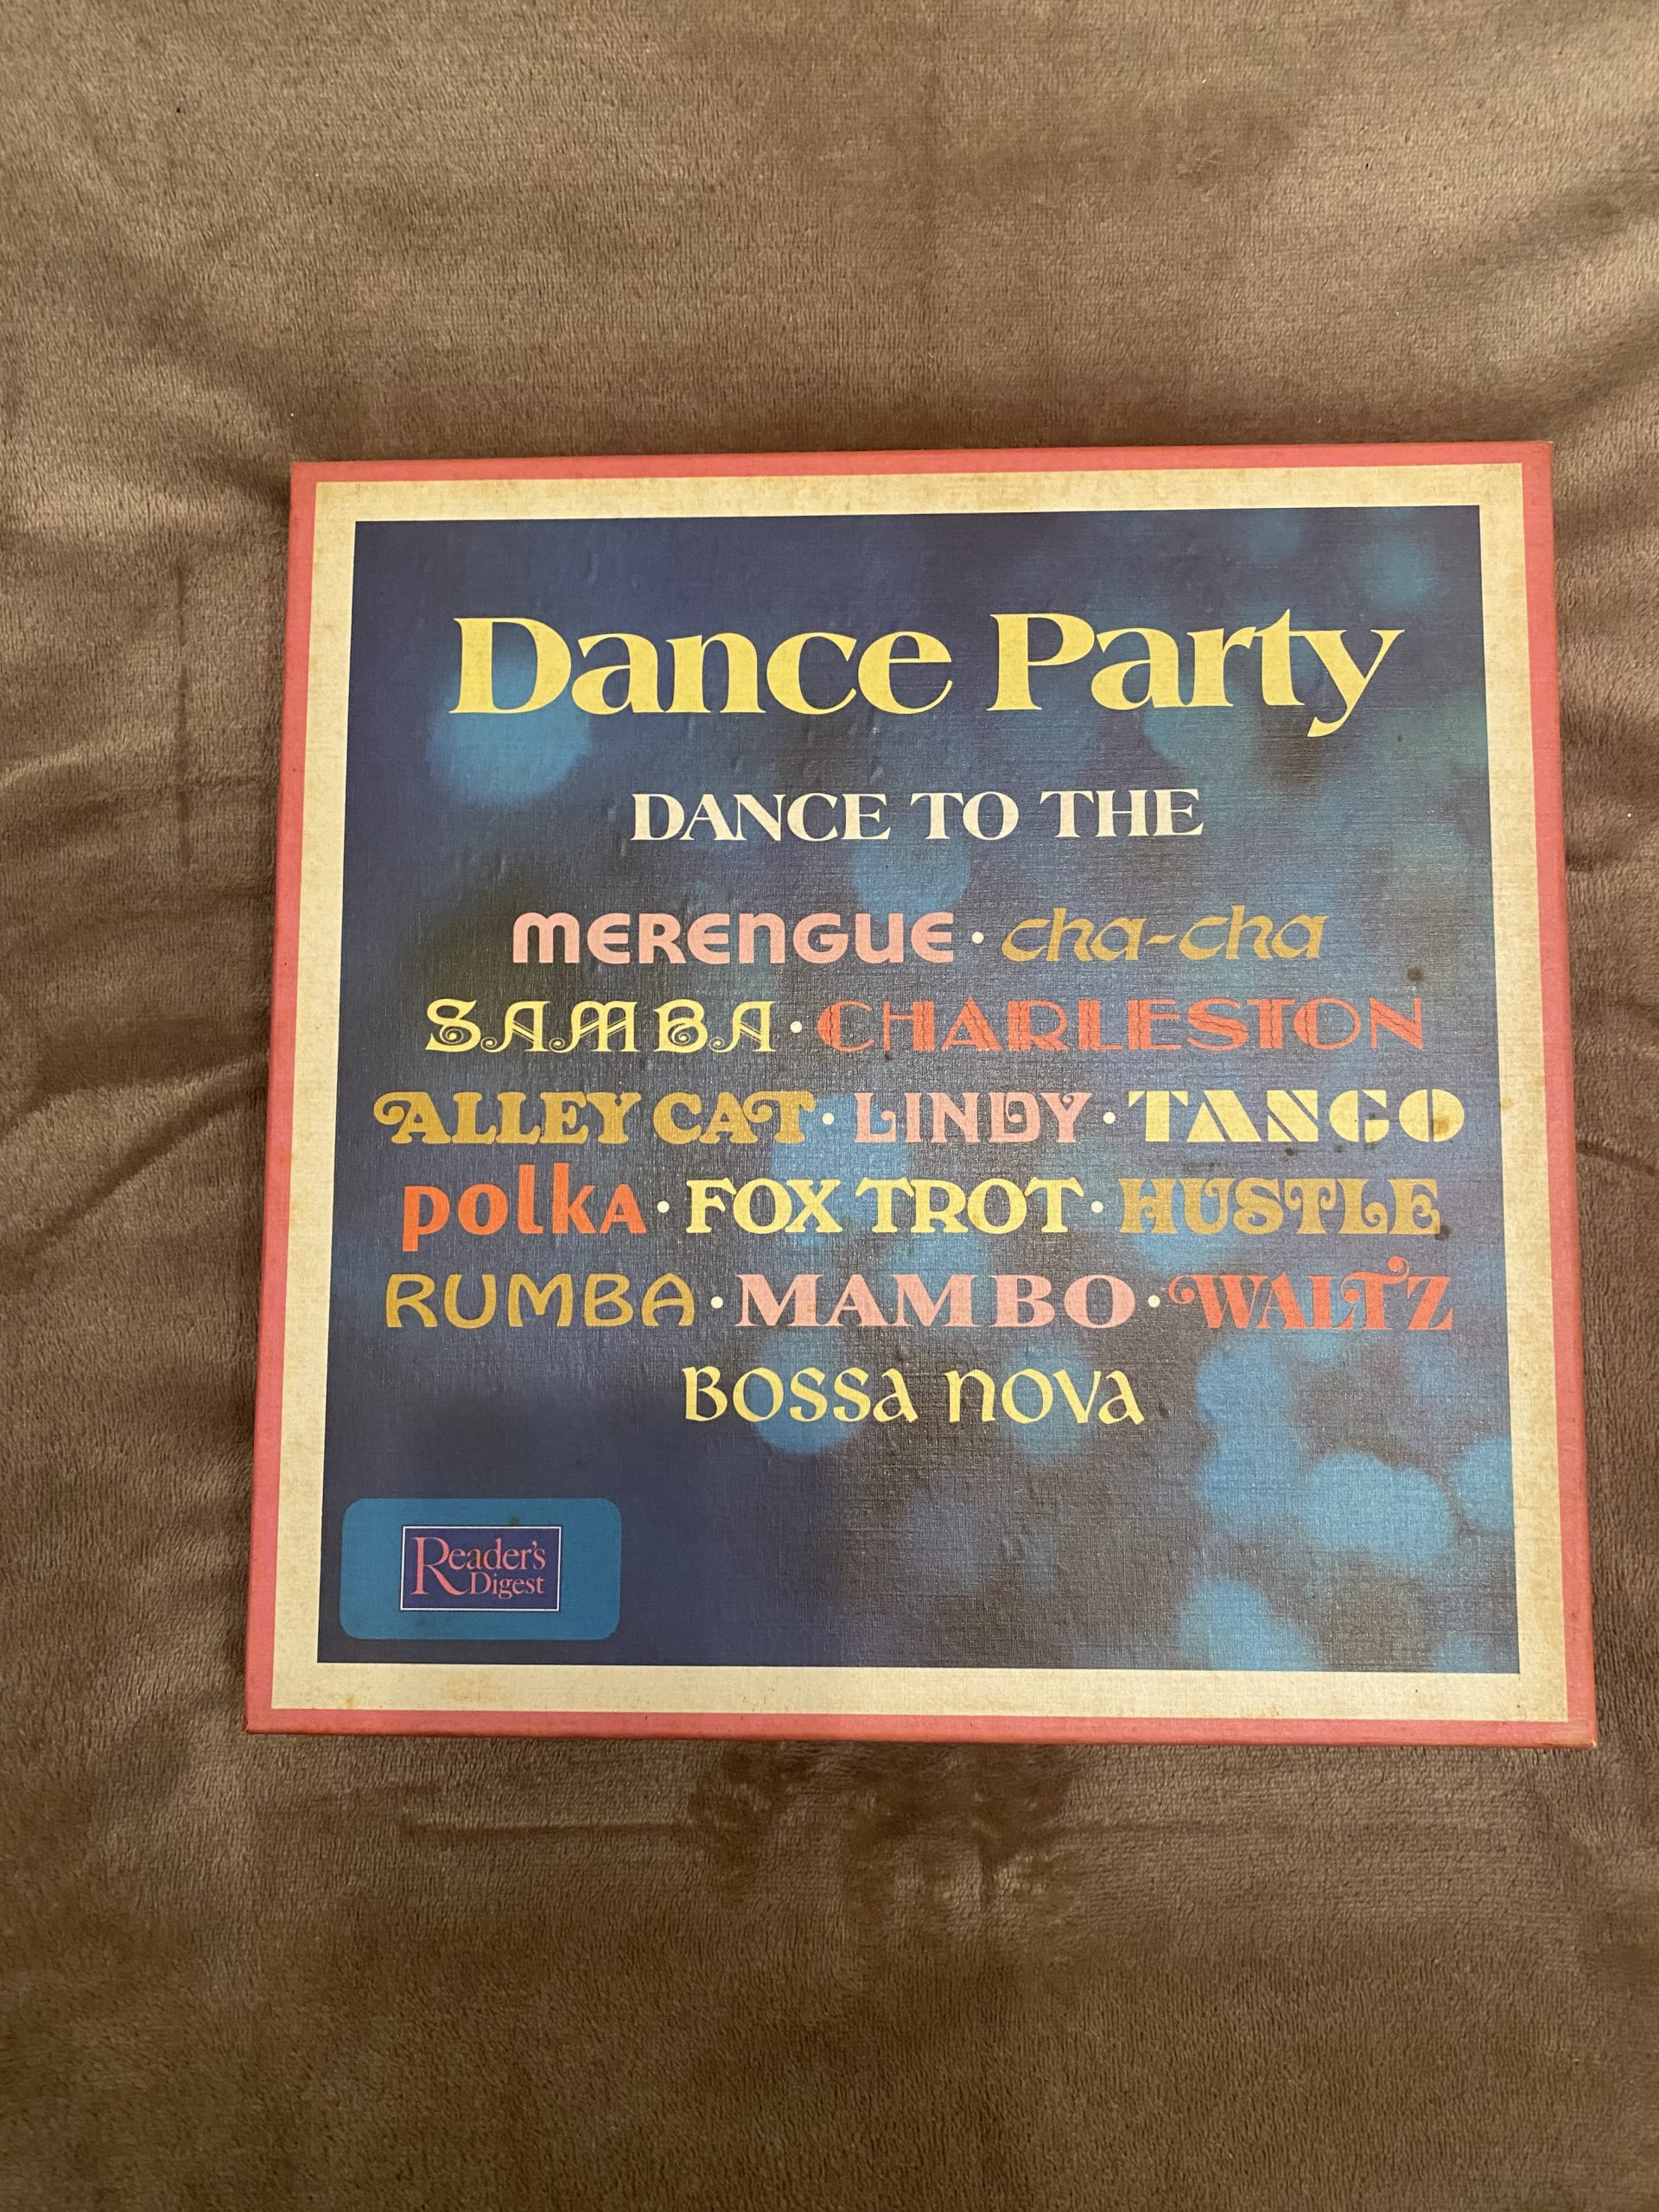 Dance Party
DANCE TO THE
MERENGUE • cha-cha
SAMBA • CHARLESTON
ALLEY CAT • LINDY • TANGO
polka • FOX TROT • HUSTLE
RUMBA • MAMBO • WALTZ
BOSSA NOVA
Reader's
Digest